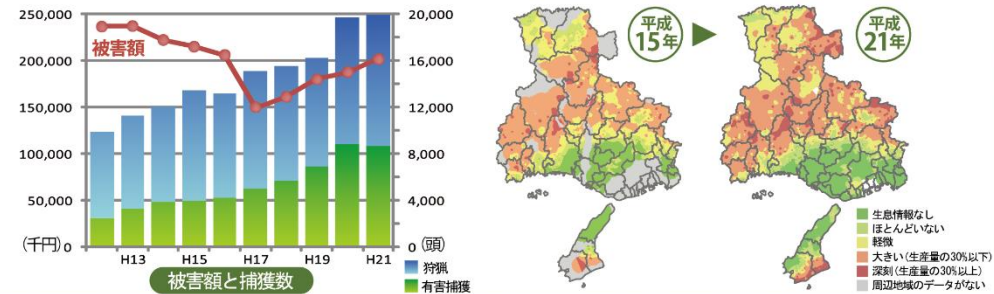 250,000
200,000
150,000
100,000
50,000
(千円) 0
被害額
20,000
16,000
12,000
8,000
4,000
0 (頭)
H13
H15
H17
H19
H21
被害額と捕獲数
狩猟
有害捕獲
平成
15年
平成
21年
生息情報なし
ほとんどいない
軽微
大きい(生産量の30%以下)
深刻(生産量の30%以上)
周辺地域のデータがない